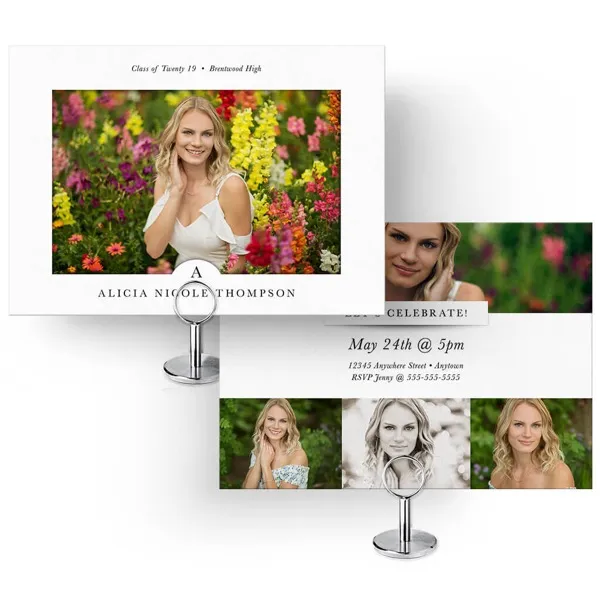 Class of Twenty 19 • Brentwood High
A
ALICIA NICOLE THOMPSON
LET'S CELEBRATE!
May 24th @ 5pm
12345 Anywhere Street • Anytown
RSVP Jenny @ 555-555-5555